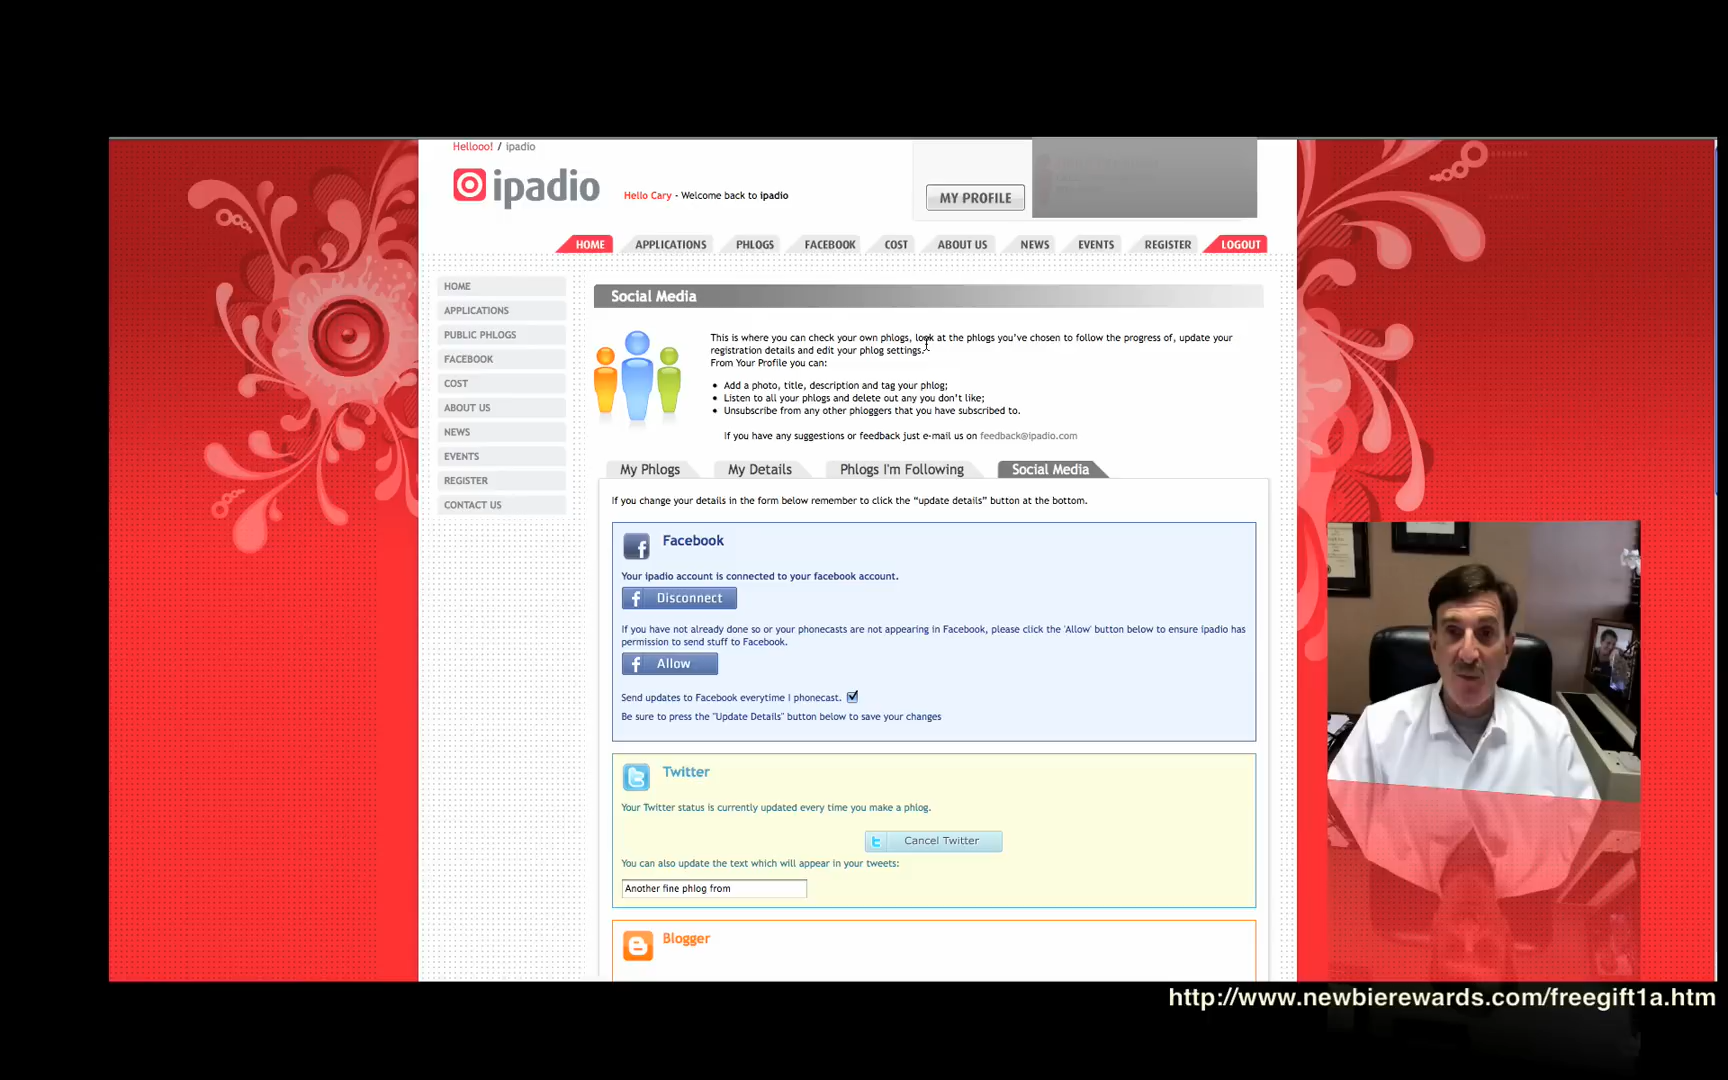 Hellooo! / ipadio
ipadio
Hello Cary - Welcome back to ipadio
MY PROFILE
HOME APPLICATIONS PHLOGS FACEBOOK COST ABOUT US NEWS EVENTS REGISTER LOGOUT
HOME
APPLICATIONS
PUBLIC PHLOGS
FACEBOOK
COST
ABOUT US
NEWS
EVENTS
REGISTER
CONTACT US
Social Media
This is where you can check your own phlogs, look at the phlogs you've chosen to follow the progress of, update your
registration details and edit your phlog settings.
From Your Profile you can:
Add a photo, title, description and tag your phlog;
Listen to all your phlogs and delete out any you don't like;
Unsubscribe from any other phloggers that you have subscribed to.
If you have any suggestions or feedback just e-mail us on feedback@ipadio.com
My Phlogs My Details Phlogs I'm Following Social Media
If you change your details in the form below remember to click the “update details” button at the bottom.
Facebook
Your ipadio account is connected to your facebook account.
Disconnect
If you have not already done so or your phonecasts are not appearing in Facebook, please click the 'Allow' button below to ensure ipadio has
permission to send stuff to Facebook.
Allow
Send updates to Facebook everytime I phonecast.
Be sure to press the "Update Details" button below to save your changes
Twitter
Your Twitter status is currently updated every time you make a phlog.
Cancel Twitter
You can also update the text which will appear in your tweets:
Another fine phlog from
Blogger
http://www.newbierewards.com/freegift1a.htm